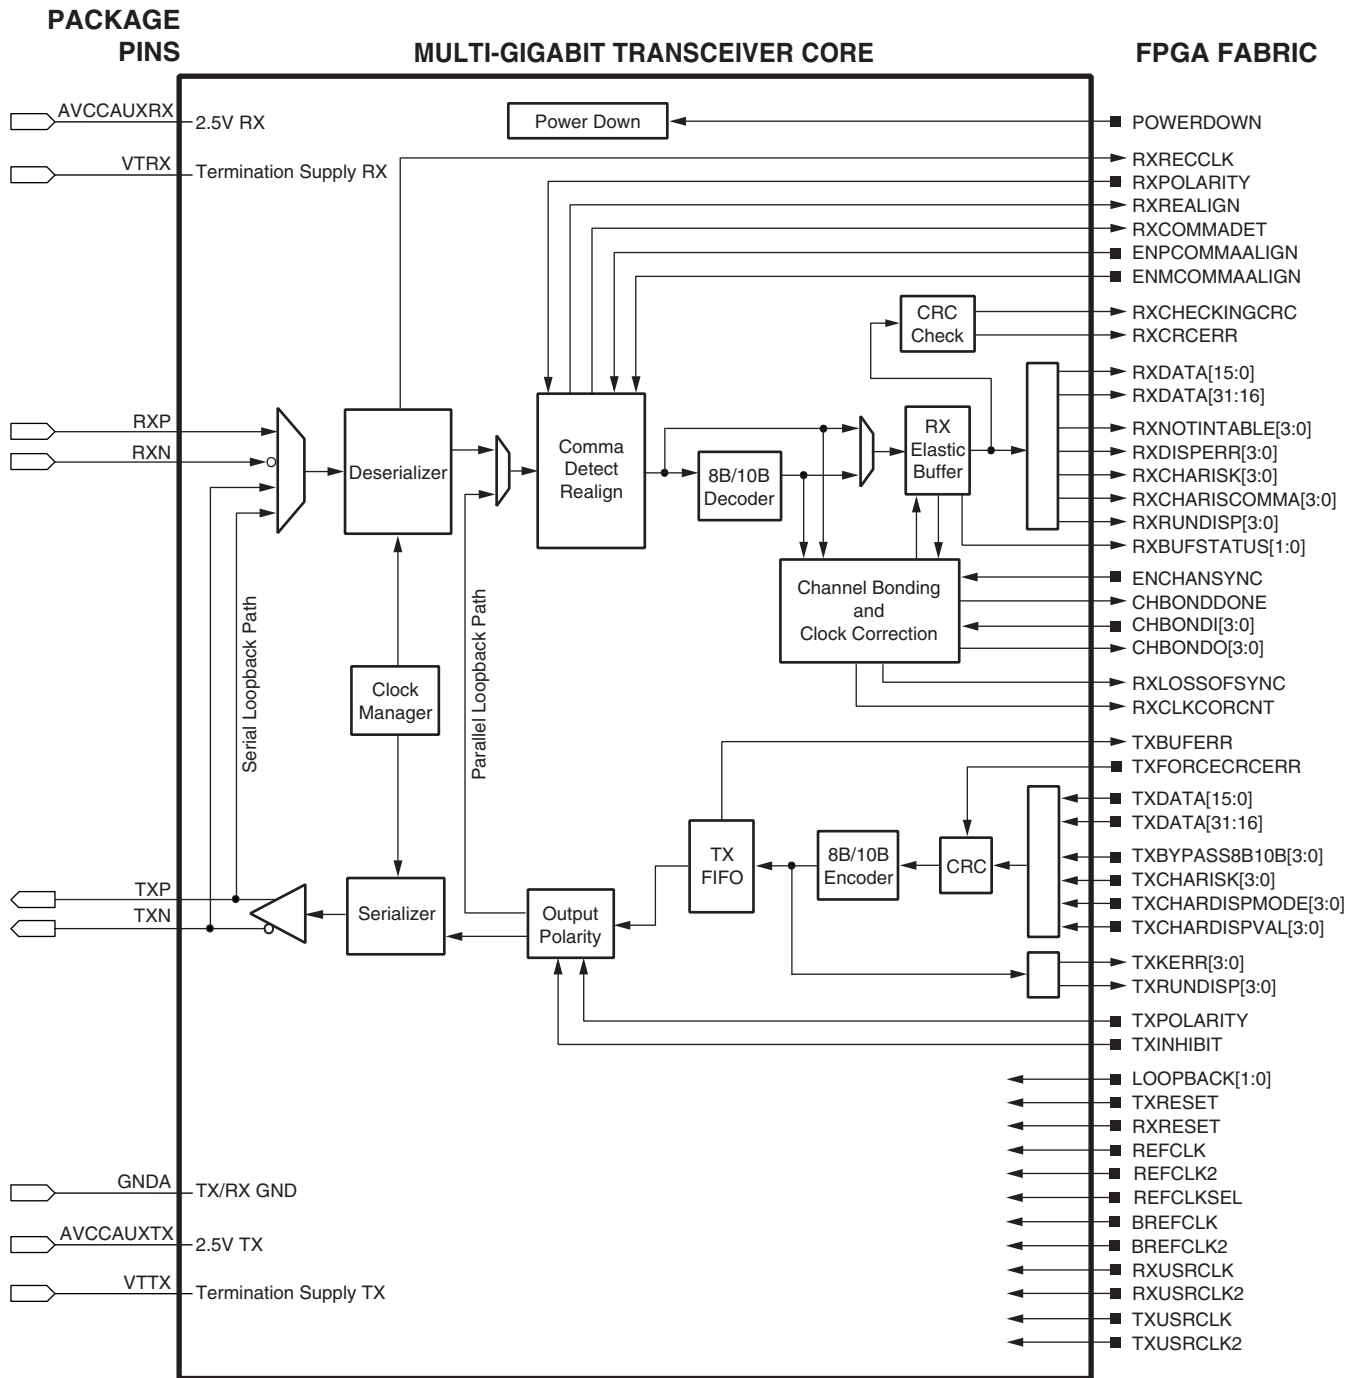 PACKAGE
PINS
MULTI-GIGABIT TRANSCEIVER CORE
FPGA FABRIC
AVCCAUXRX
2.5V RX
Power Down
POWERDOWN
VTRX
Termination Supply RX
RXRECCLK
RXPOLARITY
RXREALIGN
RXCOMMADET
ENPCOMMAALIGN
ENMCOMMAALIGN
CRC
Check
RXCHECKINGCRC
RXCRCERR
RXDATA[15:0]
RXDATA[31:16]
RXP
RXN
Deserializer
Comma
Detect
Realign
8B/10B
Decoder
RX
Elastic
Buffer
RXNOTINTABLE[3:0]
RXDISPERR[3:0]
RXCHARISK[3:0]
RXCHARISCOMMA[3:0]
RXRUNDISP[3:0]
RXBUFSTATUS[1:0]
Channel Bonding
and
Clock Correction
ENCHANSYNC
CHBONDDONE
CHBONDI[3:0]
CHBONDO[3:0]
RXLOSSOFSYNC
RXCLKCORCNT
Serial Loopback Path
Clock
Manager
Parallel Loopback Path
TXBUFERR
TXFORCECRCERR
TXDATA[15:0]
TXDATA[31:16]
TX
FIFO
8B/10B
Encoder
CRC
TXBYPASS8B10B[3:0]
TXCHARISK[3:0]
TXCHARDISPMODE[3:0]
TXCHARDISPVAL[3:0]
TXP
TXN
Serializer
Output
Polarity
TXKERR[3:0]
TXRUNDISP[3:0]
TXPOLARITY
TXINHIBIT
LOOPBACK[1:0]
TXRESET
RXRESET
REFCLK
REFCLK2
REFCLKSEL
BREFCLK
BREFCLK2
RXUSRCLK
RXUSRCLK2
TXUSRCLK
TXUSRCLK2
GNDA
TX/RX GND
AVCCAUXTX
2.5V TX
VTTX
Termination Supply TX